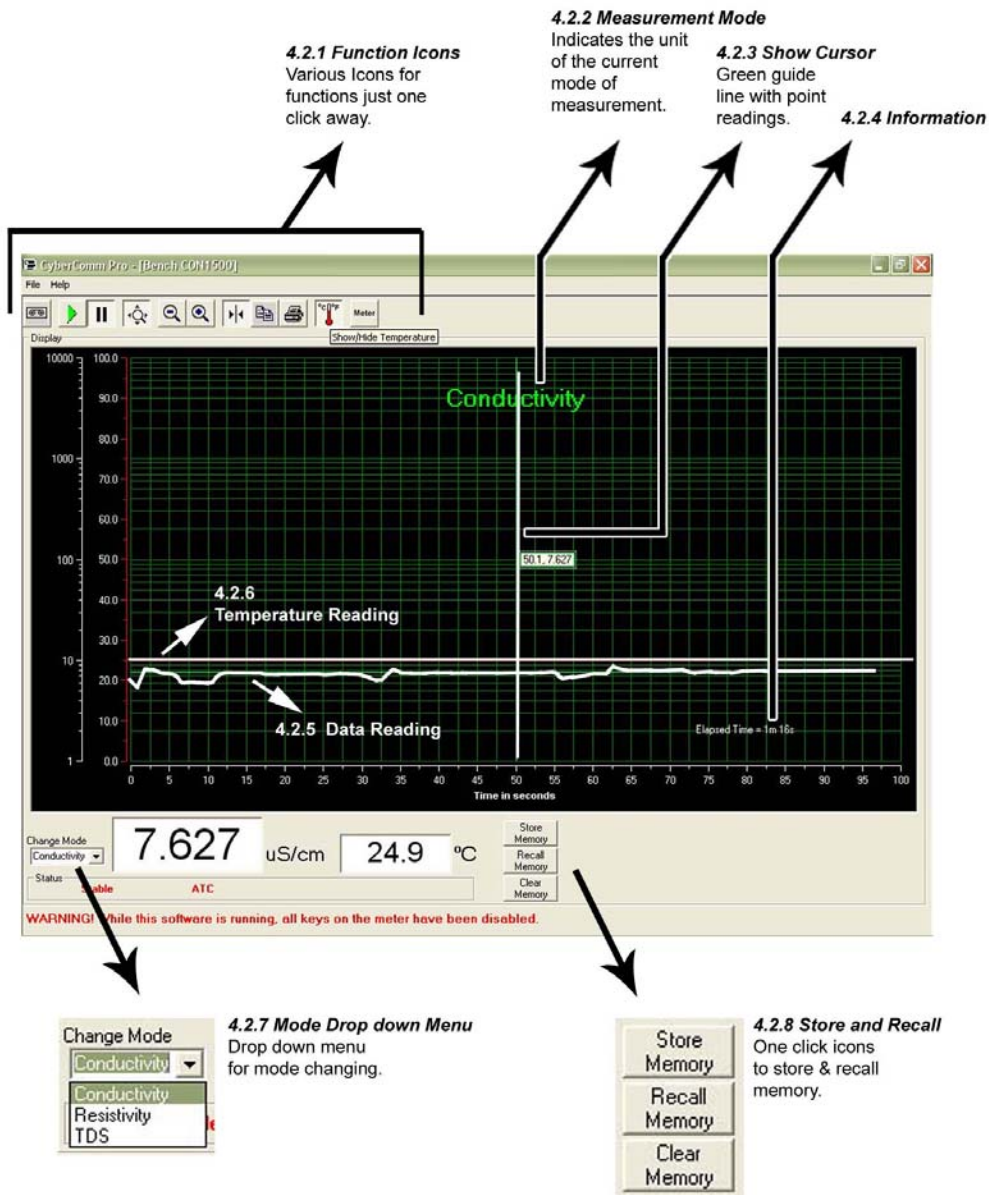 4.2.2 Measurement Mode
Indicates the unit
of the current
mode of
measurement.
4.2.1 Function Icons
Various Icons for
functions just one
click away.
4.2.3 Show Cursor
Green guide
line with point
readings.
4.2.4 Information
CyberComm Pro - [Bench CON1500]
File Help
°C °F
Meter
Show/Hide Temperature
Display
10000
1000
100
10
1
100.0
90.0
80.0
70.0
60.0
50.0
40.0
30.0
20.0
10.0
0.0
Conductivity
50.1, 7.627
4.2.6
Temperature Reading
4.2.5 Data Reading
Elapsed Time = 1m 16s
0 5 10 15 20 25 30 35 40 45 50 55 60 65 70 75 80 85 90 95 100
Time in seconds
Change Mode
Conductivity
7.627 uS/cm
24.9 ºC
Store
Memory
Recall
Memory
Clear
Memory
Status
Stable ATC
WARNING! While this software is running, all keys on the meter have been disabled.
Change Mode
Conductivity
Conductivity
Resistivity
TDS
4.2.7 Mode Drop down Menu
Drop down menu
for mode changing.
Store
Memory
Recall
Memory
Clear
Memory
4.2.8 Store and Recall
One click icons
to store & recall
memory.